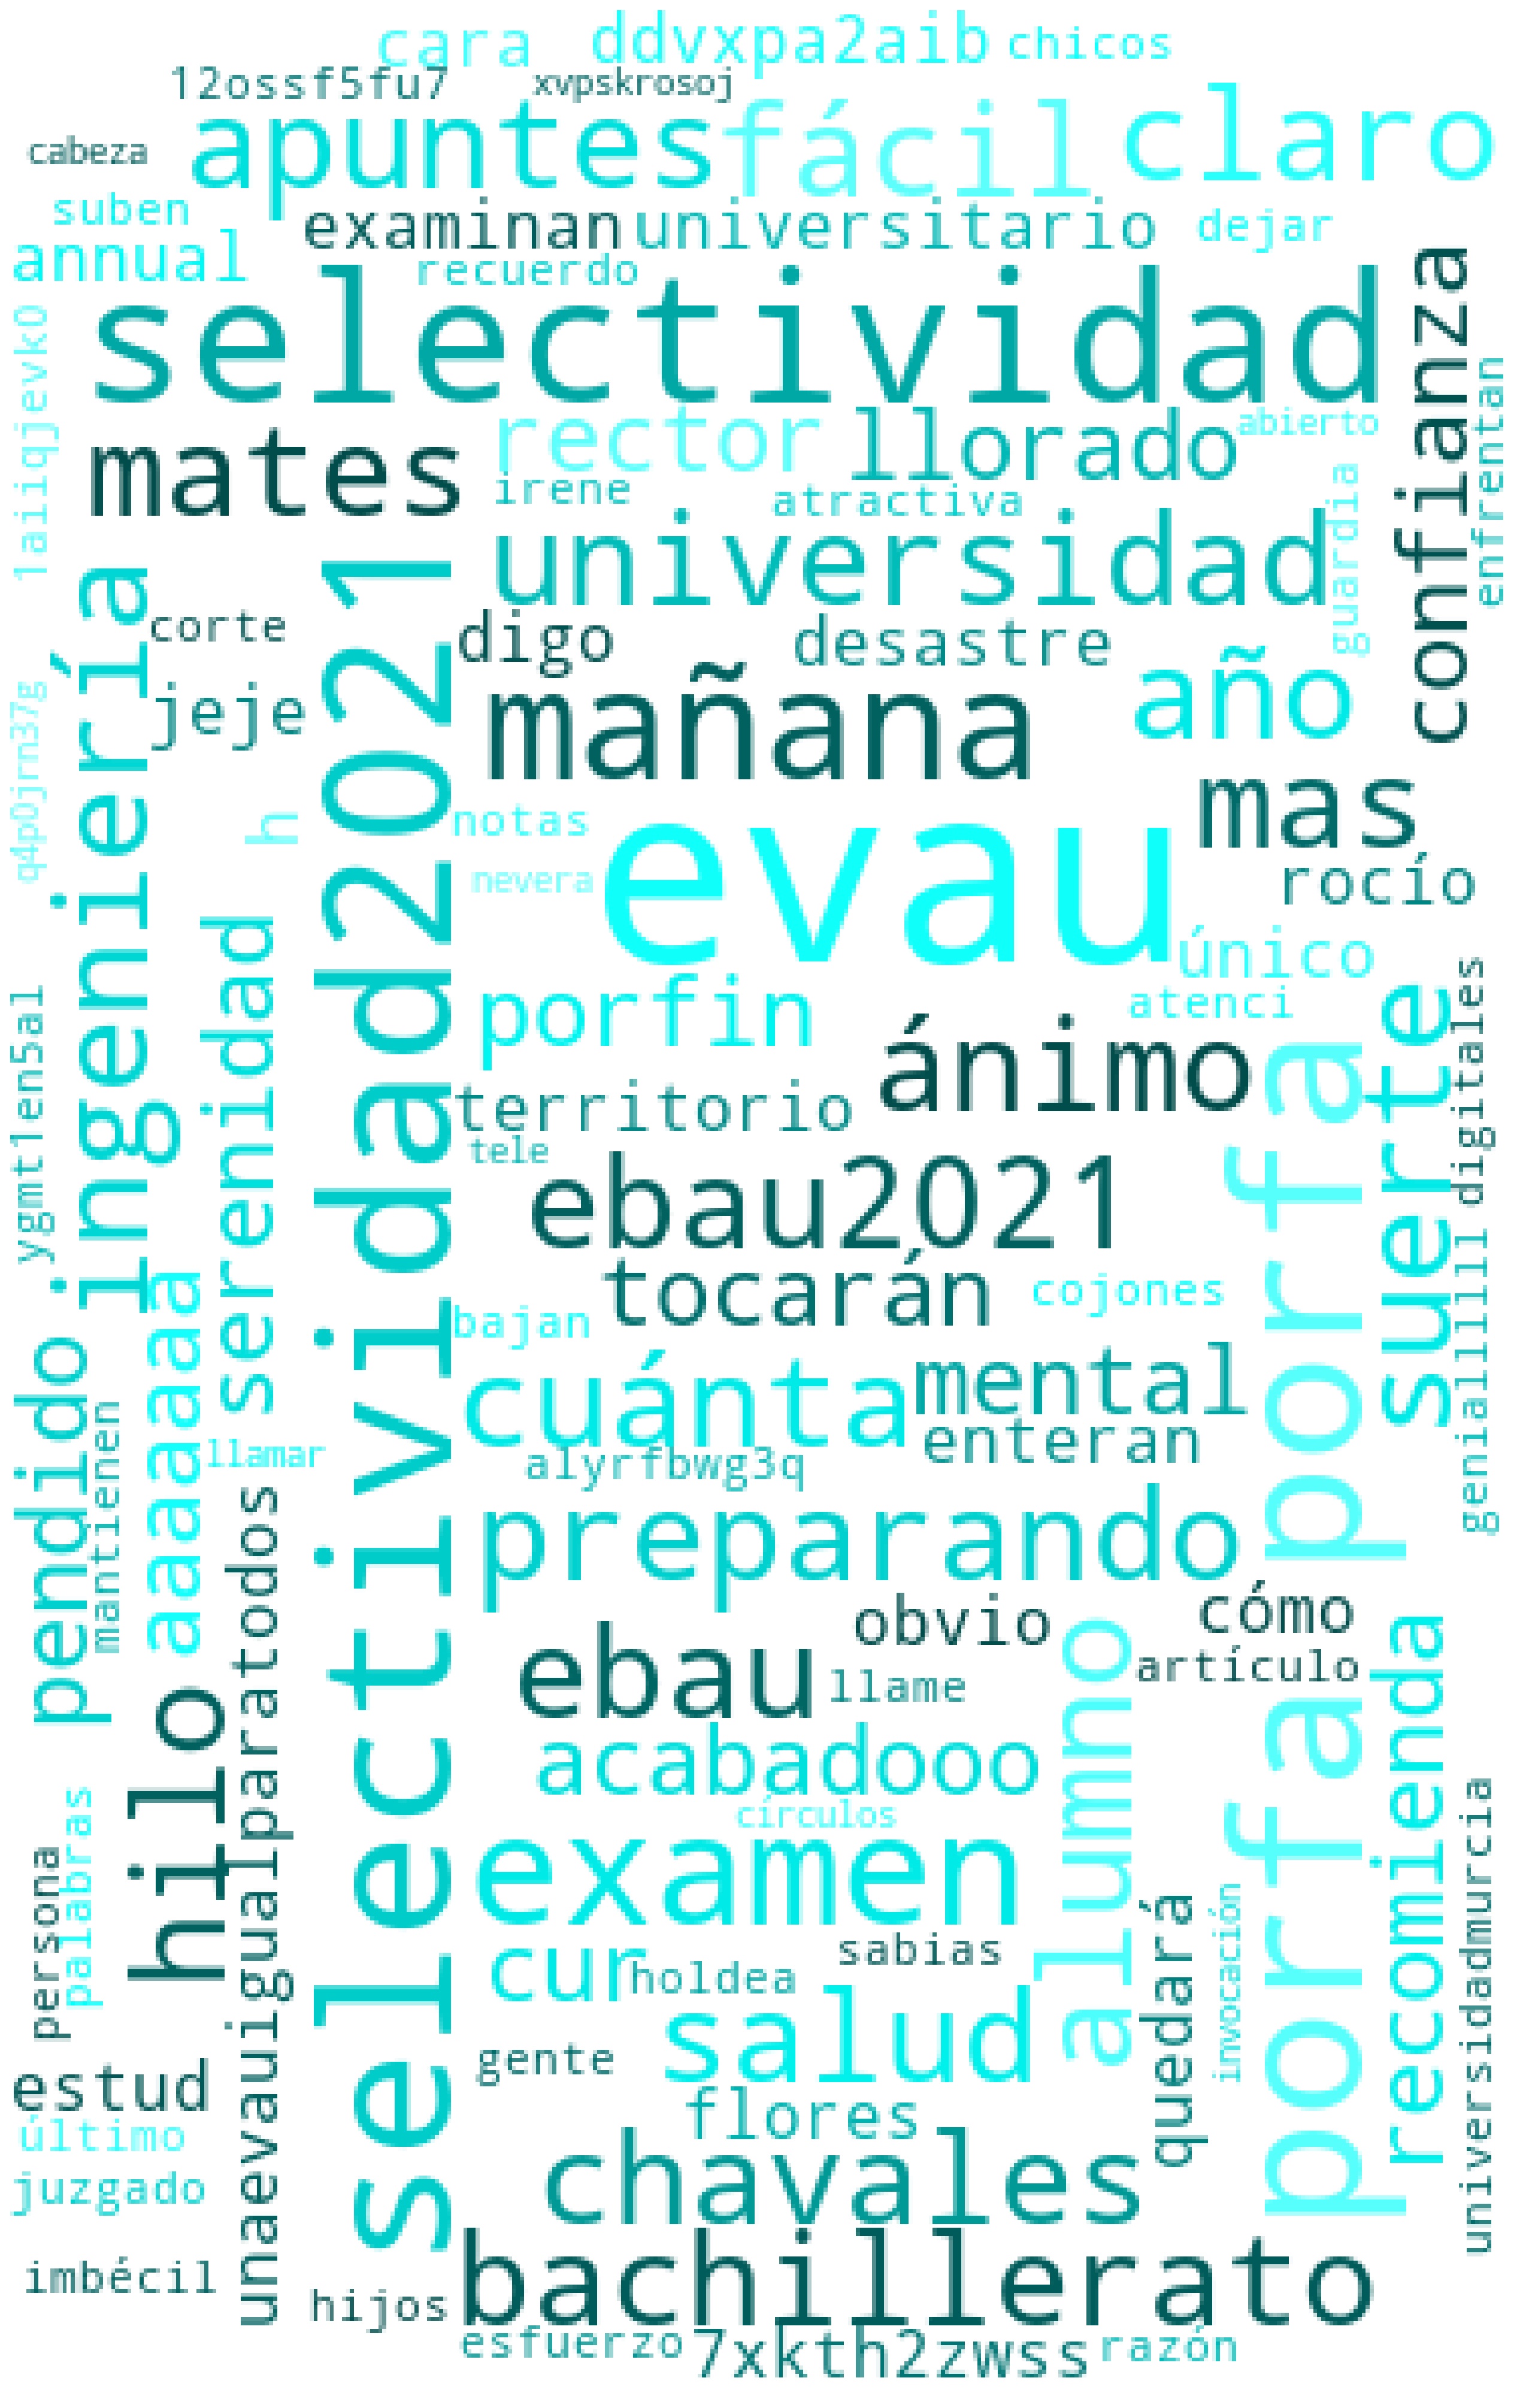 cara ddvxpa2aib chicos
12ossf5fu7 xvpskrosoj
cabeza apuntes fácil claro
suben examinan universitario dejar
annual recuerdo
selectividad
confianza
enfrentan
1aiiqjevk0
mates rector llorado abierto
irene atractiva
universidad
guardia
ingeniería
corte digo desastre
jeje mañana año
q4p0jrn37g
selectividad2021
h
notas evau mas
nevera rocío
serenidad
único
porfin atenci
ygmt1en5al
ánimo
suerte
digitales
territorio
tele
porfa
ebau2021
tocarán cojones
bajan
geniallllll
pendido
aaaaaaa
cuánta mental
enteran
mantienen
llamar
alyrfbwg3q
preparando
unaevauigualparatodos
obvio cómo
ebau llame artículo
hilo
alumno
porfa
recomienda
acabadooo
círculos
palabras
persona
examen
universidadmurcia
quedará
invocación
cur holdea sabias
salud
gente
estud
flores
último
juzgado
chavales
imbécil hijos bachillerato
esfuerzo 7xkth2zwss razón